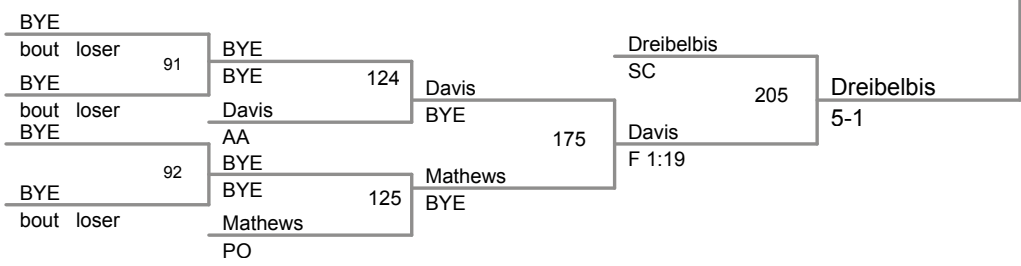 BYE
bout loser
91
BYE
bout loser
BYE
92
BYE
bout loser
BYE
BYE
124
Davis
AA
BYE
BYE
125
Mathews
PO
Davis
BYE
175
Mathews
BYE
Dreibelbis
SC
205
Davis
F 1:19
Dreibelbis
5-1